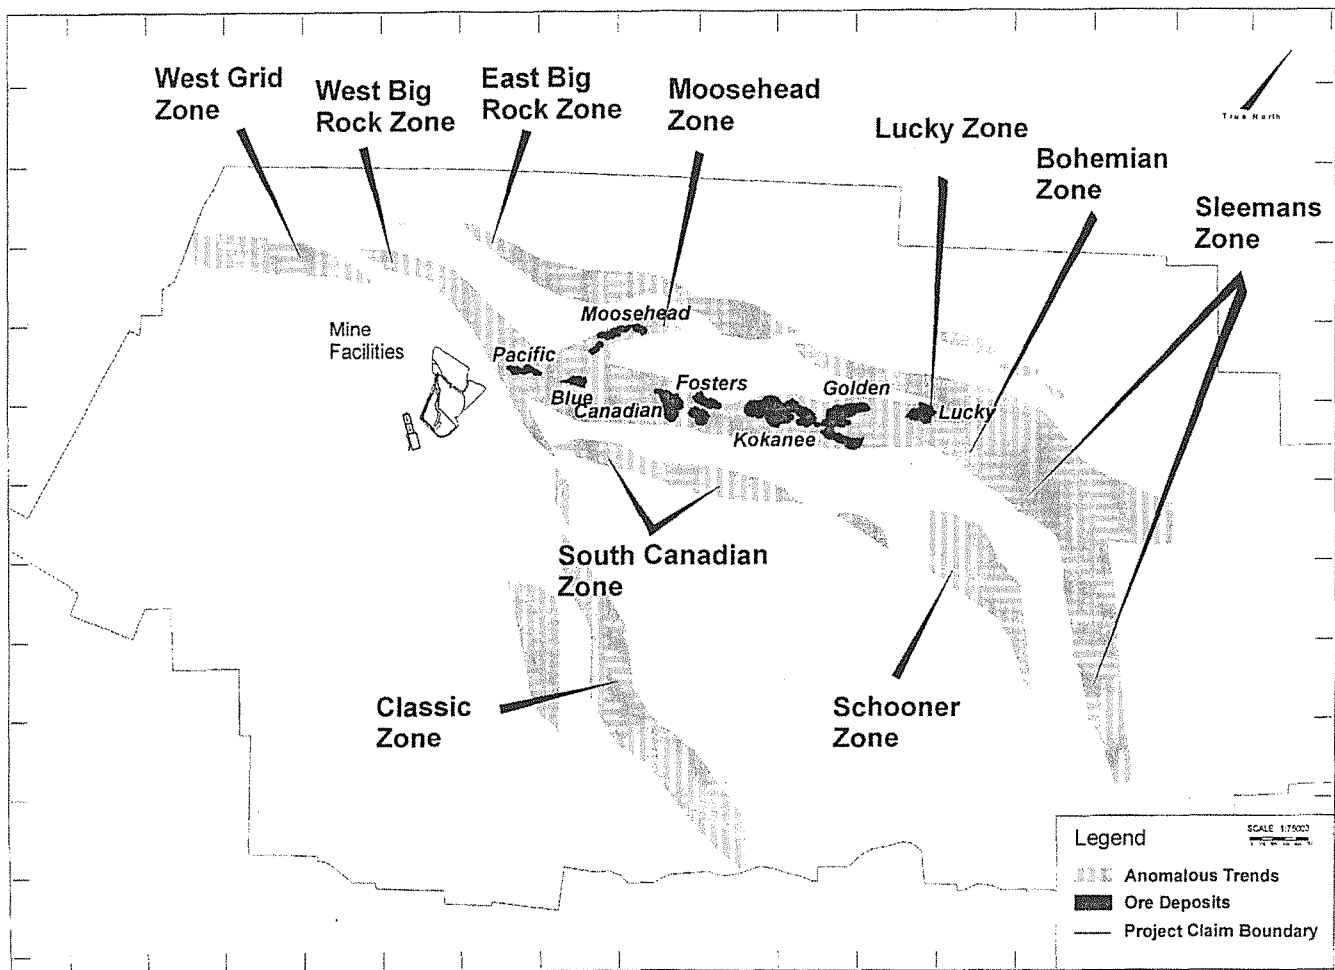 West Grid
Zone
West Big
Rock Zone
East Big
Rock Zone
Moosehead
Zone
Lucky Zone
Bohemian
Zone
Sleemans
Zone
True North
Mine
Facilities
Moosehead
Pacific
Blue
Canadian
Fosters
Kokanee
Golden
Lucky
South Canadian
Zone
Classic
Zone
Schooner
Zone
Legend
SCALE 1:75000
Anomalous Trends
Ore Deposits
Project Claim Boundary